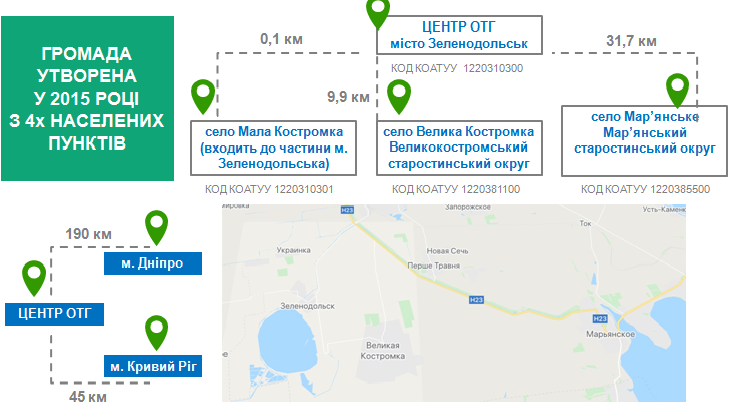 ГРОМАДА
УТВОРЕНА
У 2015 РОЦІ
З 4х НАСЕЛЕНИХ
ПУНКТІВ
ЦЕНТР ОТГ
місто Зеленодольськ
КОД КОАТУУ 1220310300
0,1 км
9,9 км
31,7 км
село Мала Костромка
(входить до частини м.
Зеленодольська)
КОД КОАТУУ 1220310301
село Велика Костромка
Великокостромський
старостинський округ
КОД КОАТУУ 1220381100
село Мар’янське
Мар’янський
старостинський округ
КОД КОАТУУ 1220385500
190 км
м. Дніпро
ЦЕНТР ОТГ
м. Кривий Ріг
45 км
Запорожское
Усть-Каменк
Н23
Ток
Украинка
Новая Сечь
Перше Травня
Зеленодольск
Н23
Н23
Марьянское
Великая
Костромка